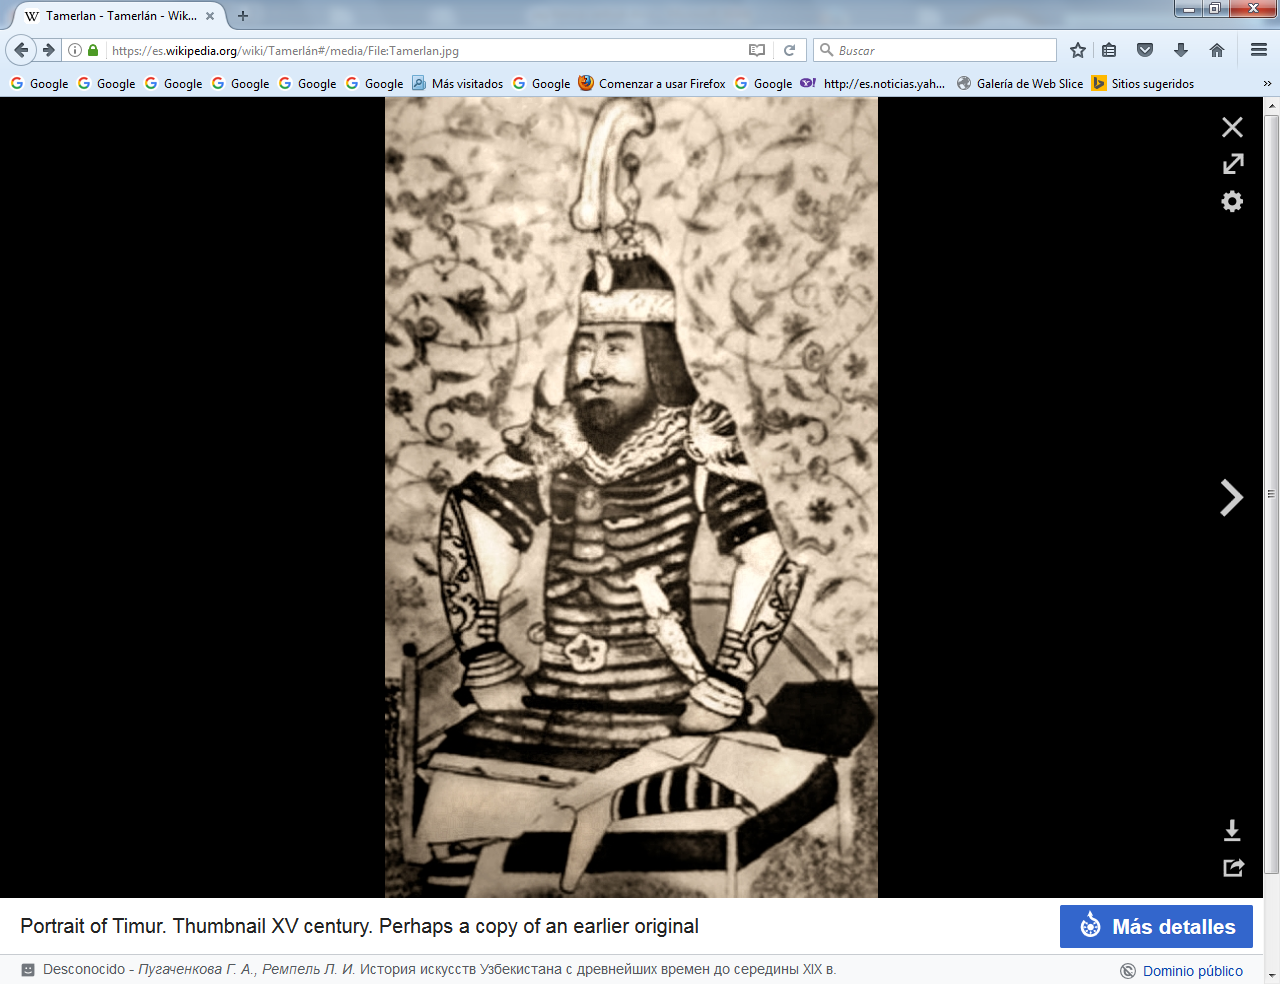 Tamerlan - Tamerlán - Wik...
https://es.wikipedia.org/wiki/Tamerlán#/media/File:Tamerlan.jpg
Buscar
Google Google Google Google Google Google Más visitados Google Comenzar a usar Firefox Google http://es.noticias.yah... Galería de Web Slice Sitios sugeridos
Portrait of Timur. Thumbnail XV century. Perhaps a copy of an earlier original
Más detalles
Desconocido - Пугаченкова Г. А., Ремпель Л. И. История искусств Узбекистана с древнейших времен до середины XIX в.
Dominio público